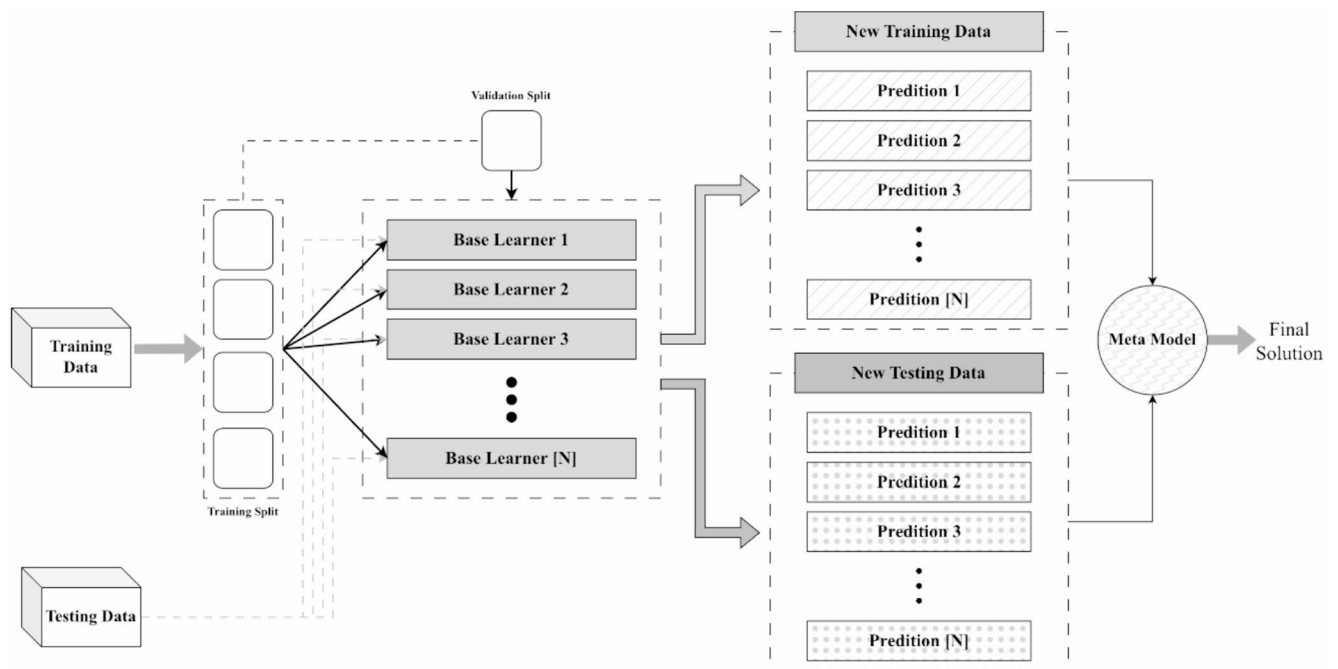 Validation Split
Training
Data
Training Split
Testing Data
Base Learner 1
Base Learner 2
Base Learner 3
Base Learner [N]
New Training Data
Predition 1
Predition 2
Predition 3
Predition [N]
New Testing Data
Predition 1
Predition 2
Predition 3
Predition [N]
Meta Model
Final
Solution